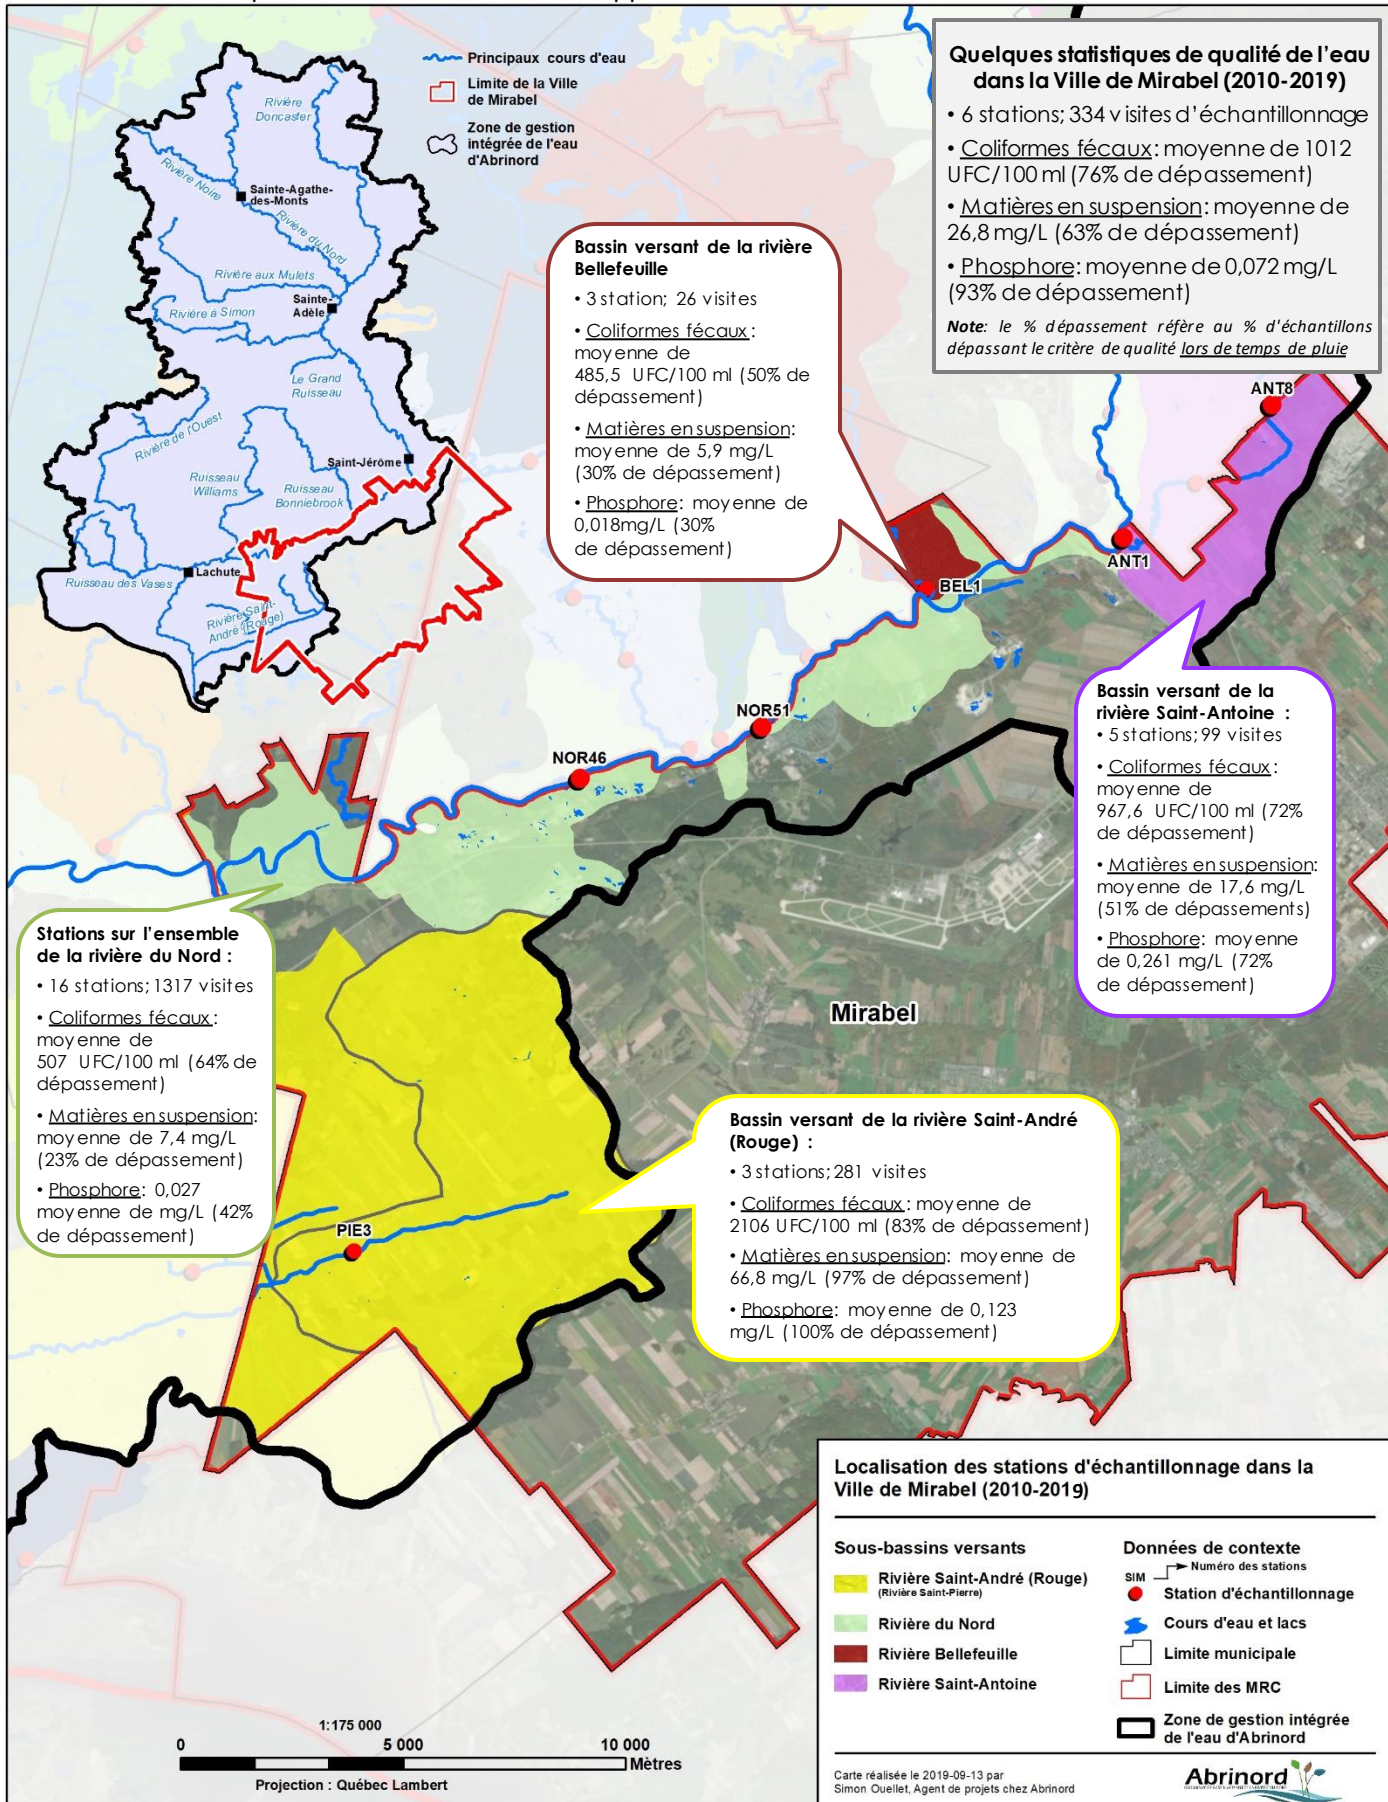 Principaux cours d'eau
Limite de la Ville
de Mirabel
Zone de gestion
intégrée de l'eau
d'Abrinord
Rivière
Doncaster
Rivière Noire
Sainte-Agathe-
des-Monts
Rivière du Nord
Rivière aux Mulets
Sainte-
Adèle
Rivière à Simon
Le Grand
Ruisseau
Rivière de l'Ouest
Saint-Jérôme
Ruisseau
Williams
Ruisseau
Bonniebrook
Lachute
Ruisseau des Vases
Rivière Saint-
André (Rouge)
Quelques statistiques de qualité de l'eau
dans la Ville de Mirabel (2010-2019)
• 6 stations; 334 visites d'échantillonnage
• Coliformes fécaux: moyenne de 1012
UFC/100 ml (76% de dépassement)
• Matières en suspension: moyenne de
26,8 mg/L (63% de dépassement)
• Phosphore: moyenne de 0,072 mg/L
(93% de dépassement)
Note: le % dépassement réfère au % d'échantillons
dépassant le critère de qualité lors de temps de pluie
Bassin versant de la rivière
Bellefeuille
• 3 station; 26 visites
• Coliformes fécaux:
moyenne de
485,5 UFC/100 ml (50% de
dépassement)
• Matières en suspension:
moyenne de 5,9 mg/L
(30% de dépassement)
• Phosphore: moyenne de
0,018mg/L (30%
de dépassement)
ANT8
ANT1
BEL1
NOR51
NOR46
Bassin versant de la
rivière Saint-Antoine :
• 5 stations; 99 visites
• Coliformes fécaux:
moyenne de
967,6 UFC/100 ml (72%
de dépassement)
• Matières en suspension:
moyenne de 17,6 mg/L
(51% de dépassements)
• Phosphore: moyenne
de 0,261 mg/L (72%
de dépassement)
Stations sur l'ensemble
de la rivière du Nord :
• 16 stations; 1317 visites
• Coliformes fécaux:
moyenne de
507 UFC/100 ml (64% de
dépassement)
• Matières en suspension:
moyenne de 7,4 mg/L
(23% de dépassement)
• Phosphore: 0,027
moyenne de mg/L (42%
de dépassement)
Mirabel
Bassin versant de la rivière Saint-André
(Rouge) :
• 3 stations; 281 visites
• Coliformes fécaux: moyenne de
2106 UFC/100 ml (83% de dépassement)
• Matières en suspension: moyenne de
66,8 mg/L (97% de dépassement)
• Phosphore: moyenne de 0,123
mg/L (100% de dépassement)
PIE3
Localisation des stations d'échantillonnage dans la
Ville de Mirabel (2010-2019)
Sous-bassins versants
Rivière Saint-André (Rouge)
(Rivière Saint-Pierre)
Rivière du Nord
Rivière Bellefeuille
Rivière Saint-Antoine
Données de contexte
SIM Numéro des stations
Station d'échantillonnage
Cours d'eau et lacs
Limite municipale
Limite des MRC
Zone de gestion intégrée
de l'eau d'Abrinord
Carte réalisée le 2019-09-13 par
Simon Ouellet, Agent de projets chez Abrinord
Abrinord
1:175 000
0 5 000 10 000
Mètres
Projection : Québec Lambert